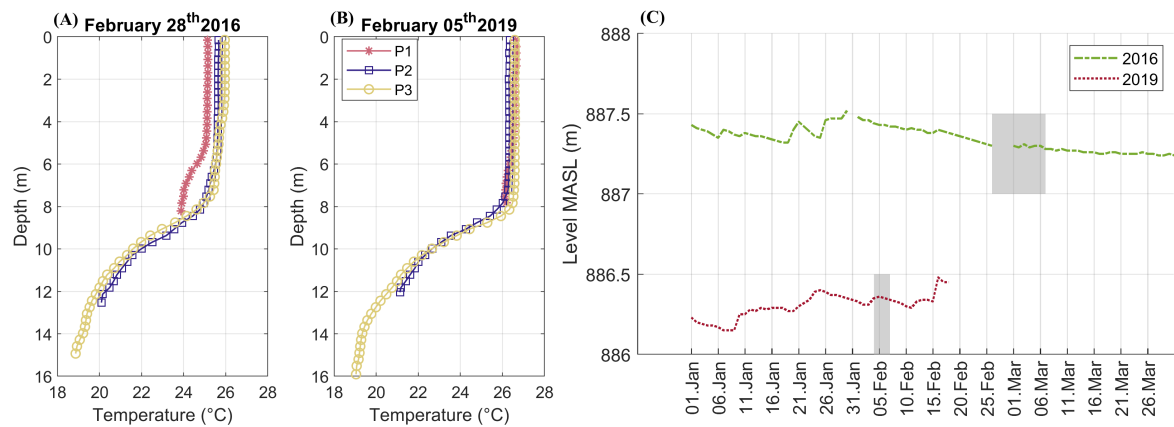 (A)
February 28th2016
0
2
4
6
8
10
12
14
16
Depth (m)
18 20 22 24 26 28
Temperature (°C)
(B)
February 05th2019
P1
P2
P3
0
2
4
6
8
10
12
14
16
Depth (m)
18 20 22 24 26 28
Temperature (°C)
(C)
2016
2019
888
887.5
887
886.5
886
Level MASL (m)
01.Jan
06.Jan
11.Jan
16.Jan
21.Jan
26.Jan
31.Jan
05.Feb
10.Feb
15.Feb
20.Feb
25.Feb
01.Mar
06.Mar
11.Mar
16.Mar
21.Mar
26.Mar